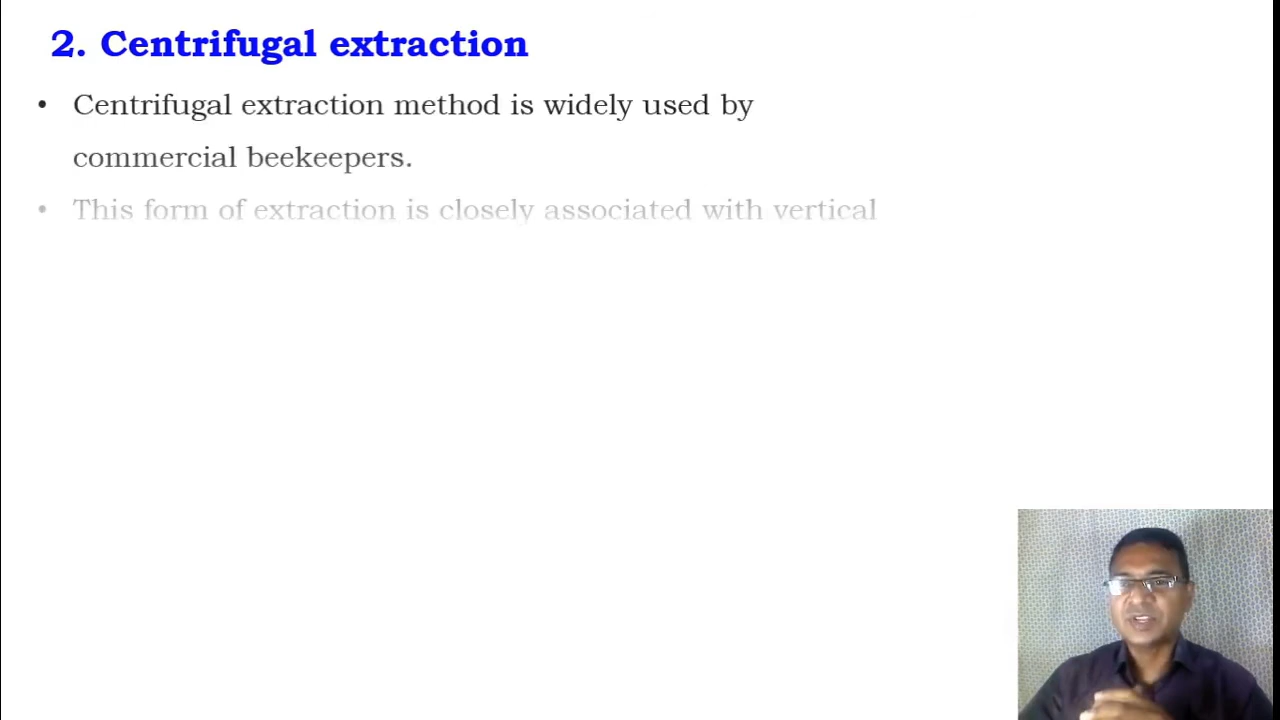 2. Centrifugal extraction
• Centrifugal extraction method is widely used by
commercial beekeepers.
• This form of extraction is closely associated with vertical